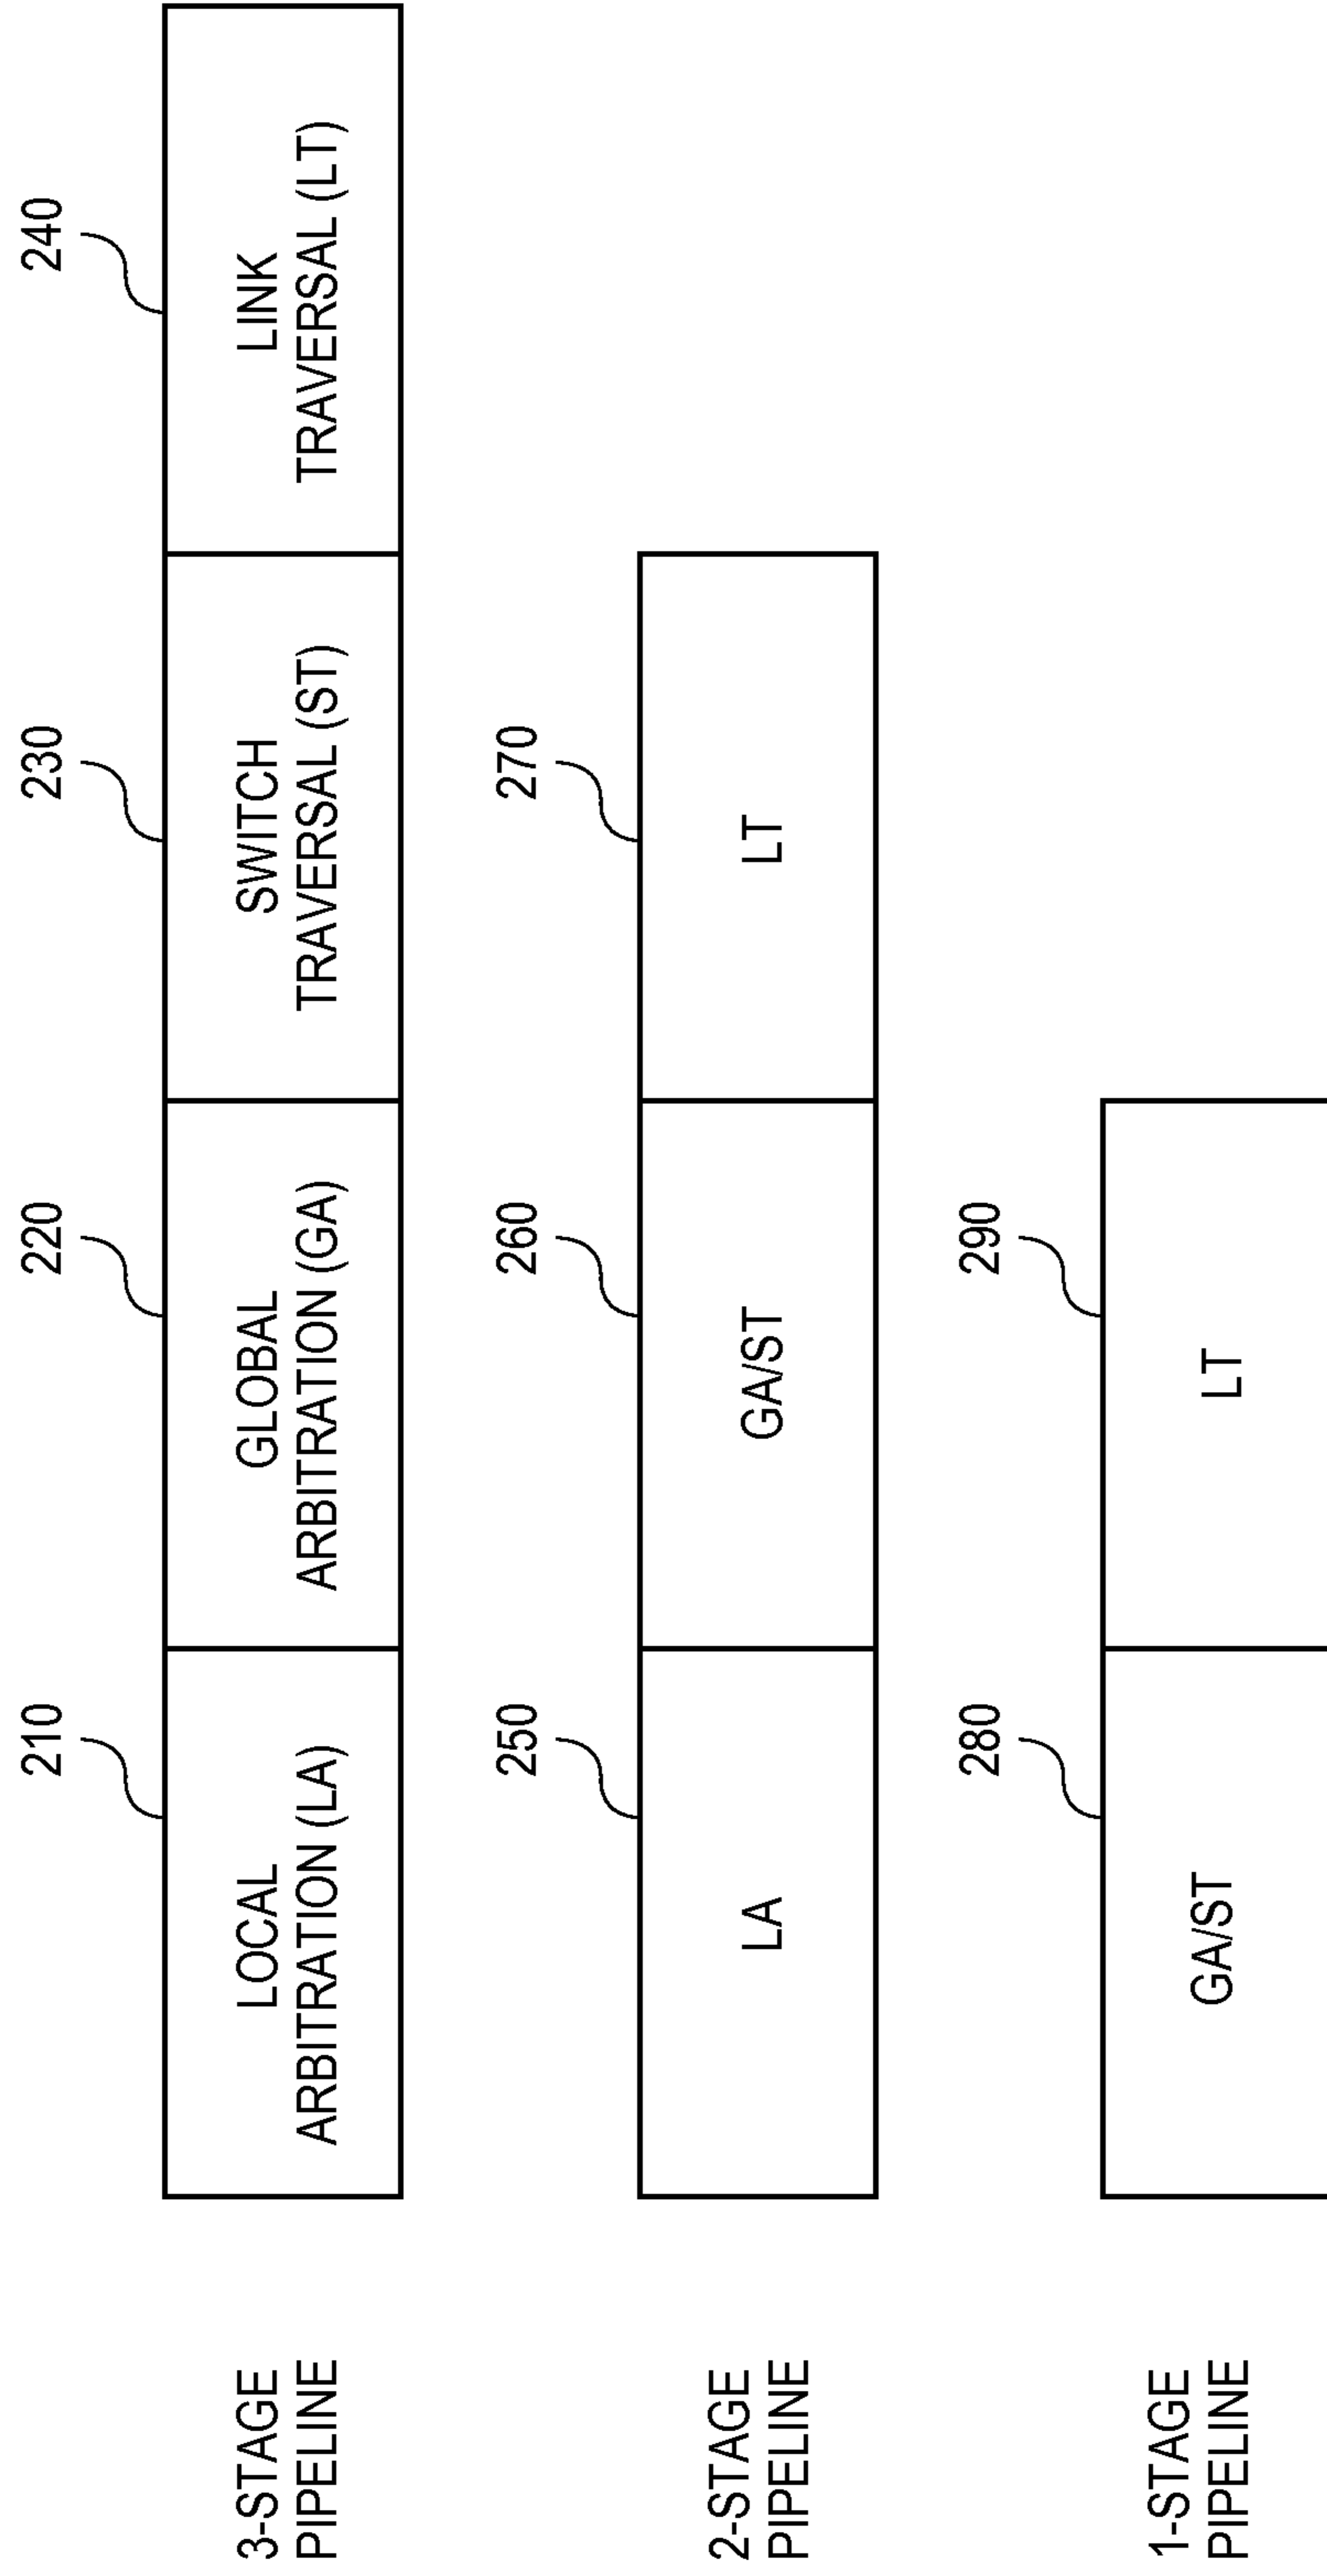 210
220
230
240
3-STAGE
PIPELINE
LOCAL
ARBITRATION (LA)
GLOBAL
ARBITRATION (GA)
SWITCH
TRAVERSAL (ST)
LINK
TRAVERSAL (LT)
250
260
270
2-STAGE
PIPELINE
LA
GA/ST
LT
280
290
1-STAGE
PIPELINE
GA/ST
LT